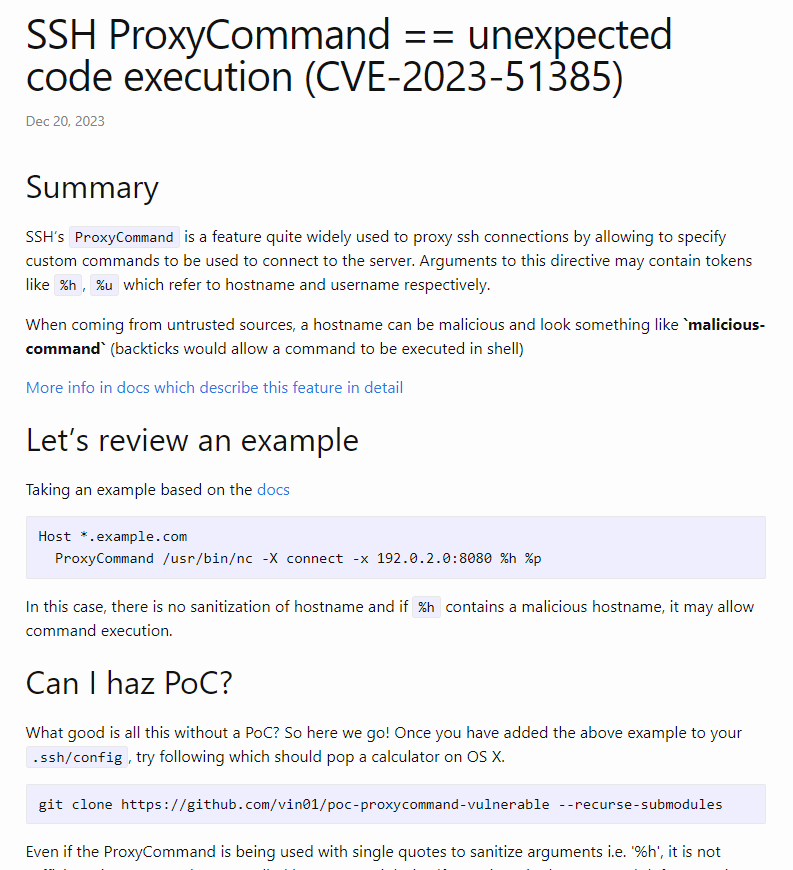 SSH ProxyCommand == unexpected
code execution (CVE-2023-51385)
Dec 20, 2023
Summary
SSH's ProxyCommand is a feature quite widely used to proxy ssh connections by allowing to specify
custom commands to be used to connect to the server. Arguments to this directive may contain tokens
like %h, %u which refer to hostname and username respectively.
When coming from untrusted sources, a hostname can be malicious and look something like `malicious-
command` (backticks would allow a command to be executed in shell)
More info in docs which describe this feature in detail
Let's review an example
Taking an example based on the docs
Host *.example.com
  ProxyCommand /usr/bin/nc -X connect -x 192.0.2.0:8080 %h %p
In this case, there is no sanitization of hostname and if %h contains a malicious hostname, it may allow
command execution.
Can I haz PoC?
What good is all this without a PoC? So here we go! Once you have added the above example to your
.ssh/config, try following which should pop a calculator on OS X.
git clone https://github.com/vin01/poc-proxycommand-vulnerable --recurse-submodules
Even if the ProxyCommand is being used with single quotes to sanitize arguments i.e. '%h', it is not